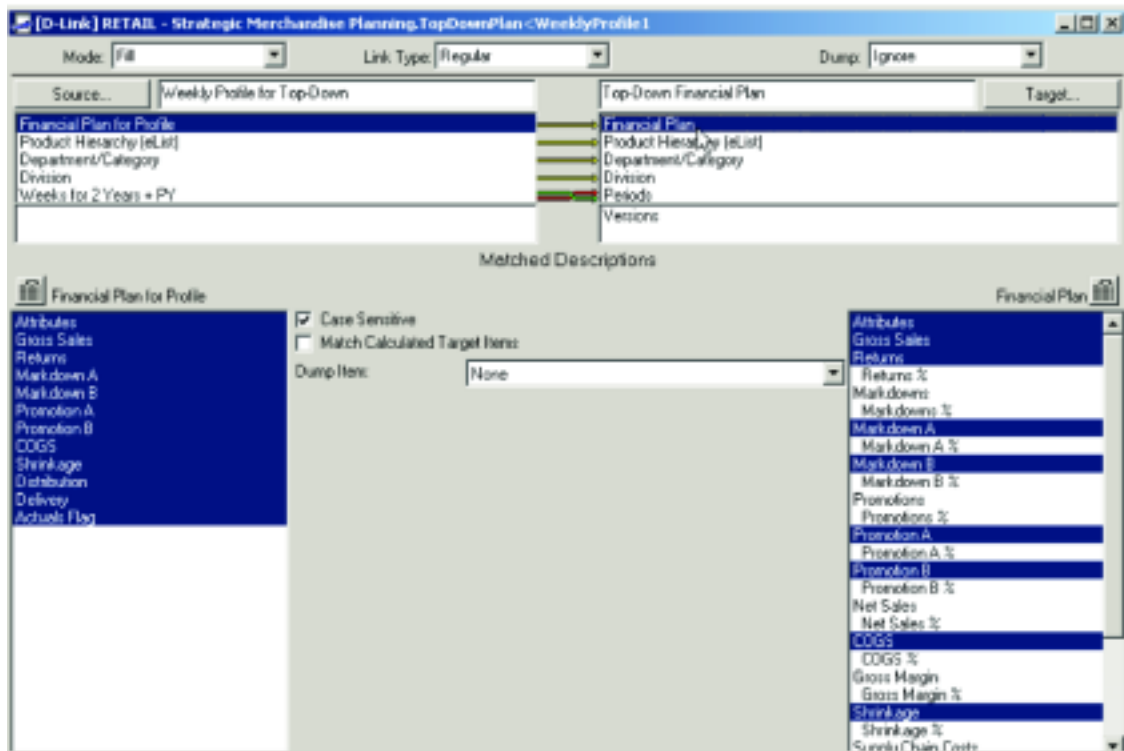 [D-Link] RETAIL - Strategic Merchandise Planning.TopDownPlan<WeeklyProfile1
Mode: Fill Link Type: Regular Dump: Ignore
Source... Weekly Profile for Top-Down Top-Down Financial Plan Target...
Financial Plan for Profile Financial Plan
Product Hierarchy (eList) Product Hierarchy (eList)
Department/Category Department/Category
Division Division
Weeks for 2 Years + PY Periods
Versions
Matched Descriptions
Financial Plan for Profile Financial Plan
Attributes
Gross Sales
Returns
Markdown A
Markdown B
Promotion A
Promotion B
COGS
Shrinkage
Distribution
Delivery
Actuals Flag
Case Sensitive
Match Calculated Target Items
Dump Item: None
Attributes
Gross Sales
Returns
Returns %
Markdowns
Markdowns %
Markdown A
Markdown A %
Markdown B
Markdown B %
Promotions
Promotions %
Promotion A
Promotion A %
Promotion B
Promotion B %
Net Sales
Net Sales %
COGS
COGS %
Gross Margin
Gross Margin %
Shrinkage
Shrinkage %
Supply Chain Costs